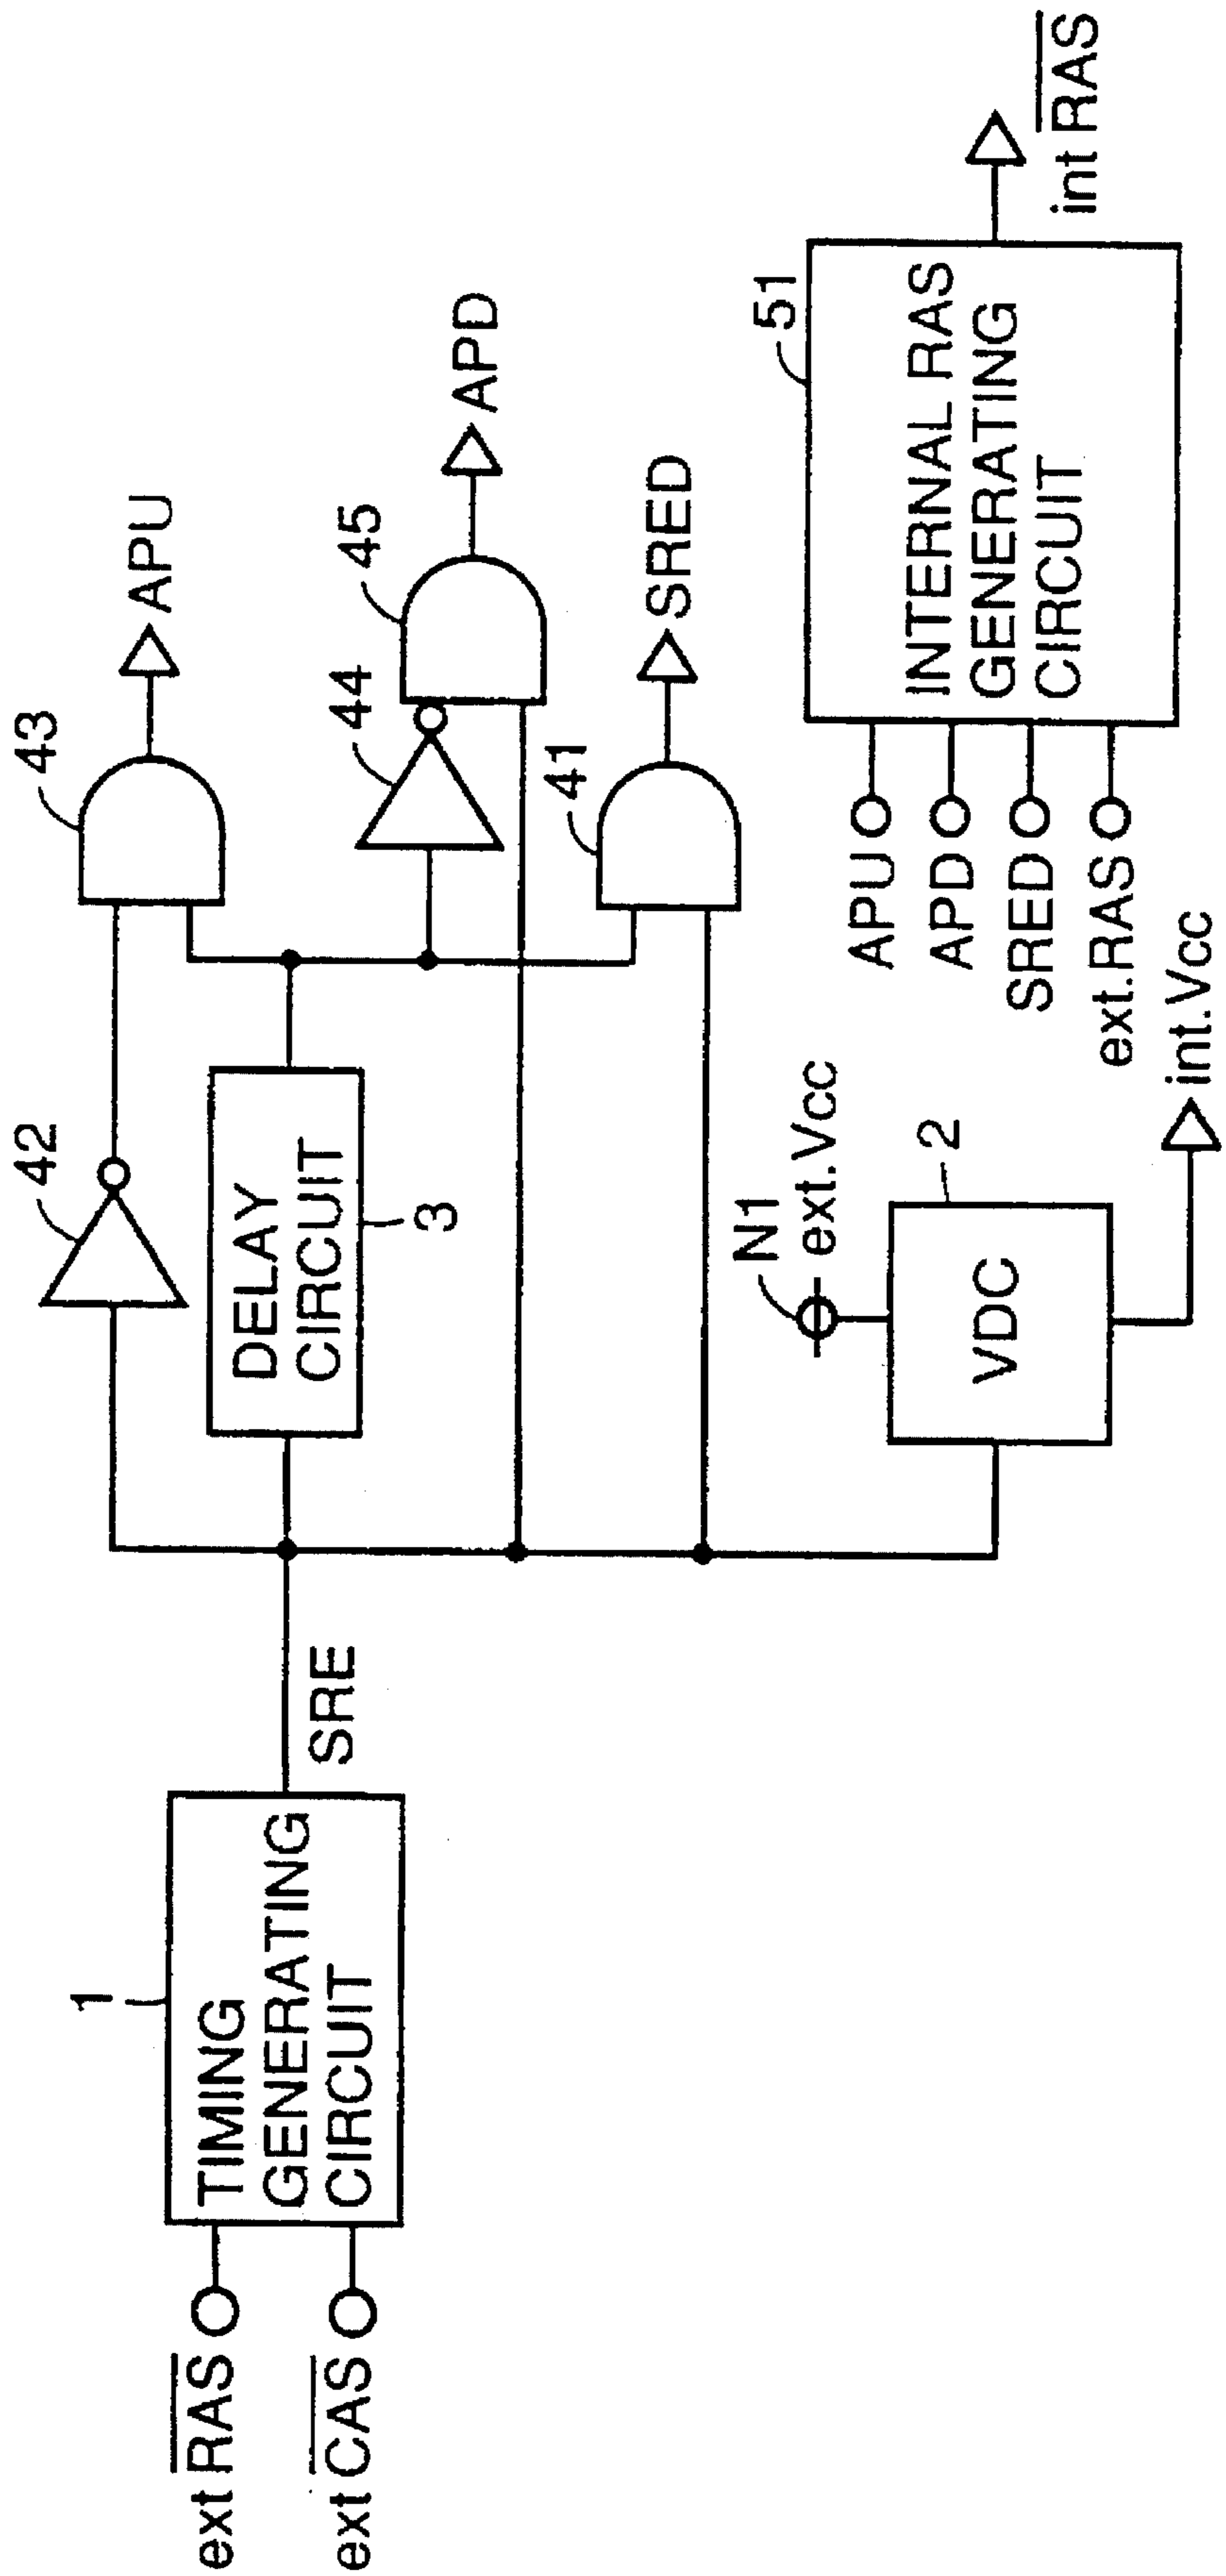 ext RAS
ext CAS
1
TIMING
GENERATING
CIRCUIT
SRE
42
DELAY
CIRCUIT
3
43
APU
44
45
APD
41
SRED
N1
ext.Vcc
2
VDC
int.Vcc
APU
APD
SRED
ext.RAS
51
INTERNAL RAS
GENERATING
CIRCUIT
int RAS